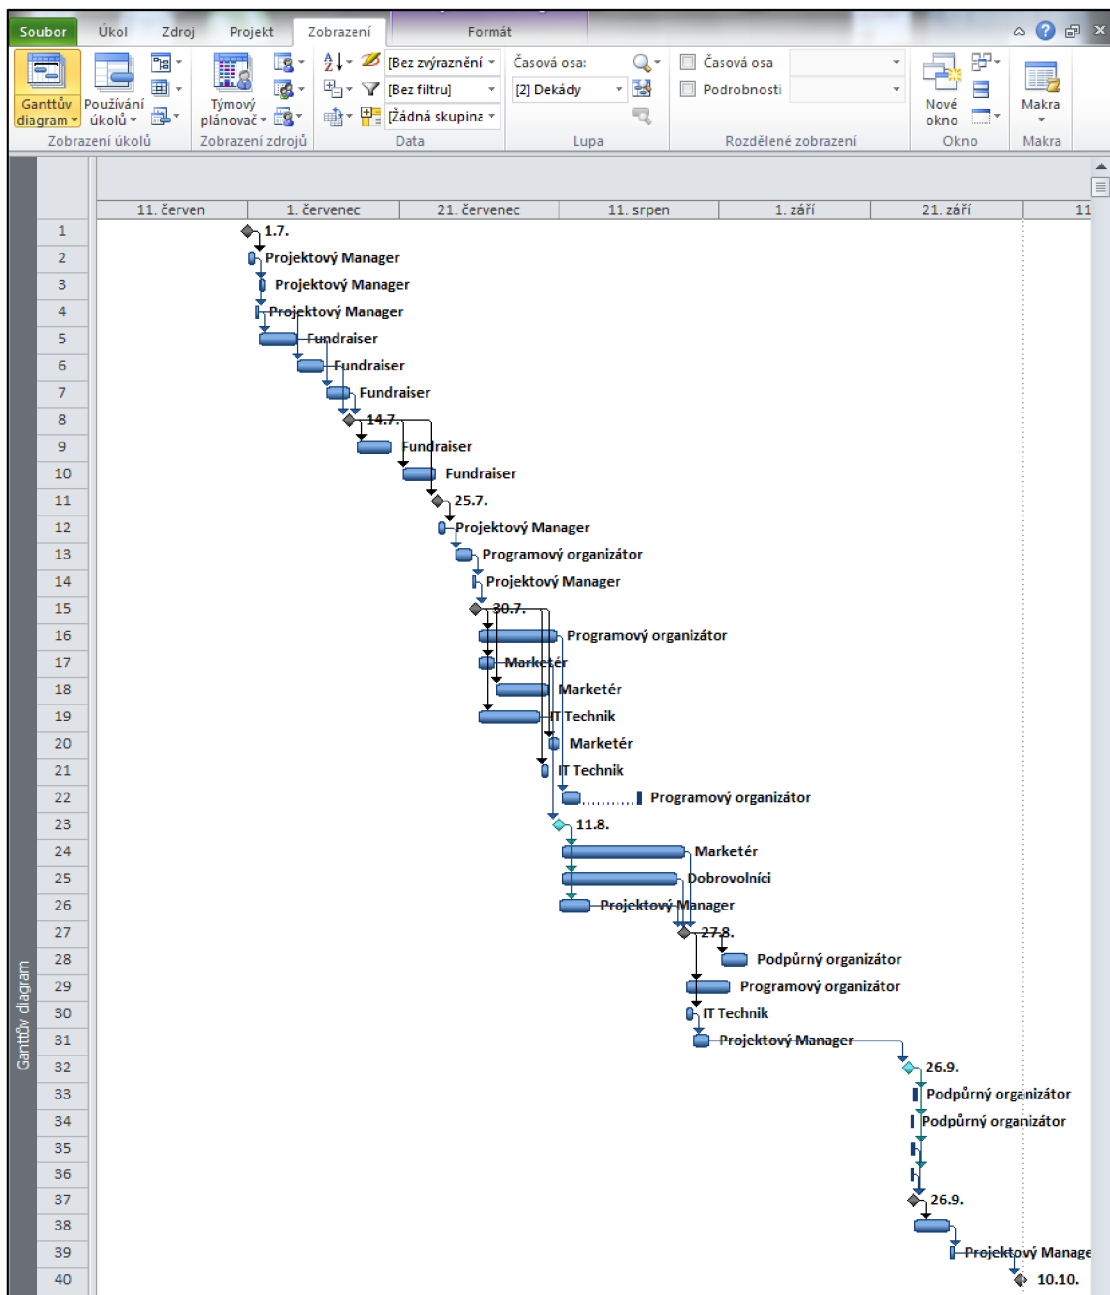 Soubor Úkol Zdroj Projekt Zobrazení Formát
[Bez zvýraznění] Časová osa: Časová osa
Ganttův diagram Používání úkolů Týmový plánovač [Bez filtru] [2] Dekády Podrobnosti Nové okno Makra
[Žádná skupina
Zobrazení úkolů Zobrazení zdrojů Data Lupa Rozdělené zobrazení Okno Makra
11. červen 1. červenec 21. červenec 11. srpen 1. září 21. září 11
1 1.7.
2 Projektový Manager
3 Projektový Manager
4 Projektový Manager
5 Fundraiser
6 Fundraiser
7 Fundraiser
8 14.7.
9 Fundraiser
10 Fundraiser
11 25.7.
12 Projektový Manager
13 Programový organizátor
14 Projektový Manager
15 30.7.
16 Programový organizátor
17 Marketér
18 Marketér
19 IT Technik
20 Marketér
21 IT Technik
22 Programový organizátor
23 11.8.
24 Marketér
25 Dobrovolníci
26 Projektový Manager
27 27.8.
28 Podpůrný organizátor
29 Programový organizátor
30 IT Technik
31 Projektový Manager
32 26.9.
33 Podpůrný organizátor
34 Podpůrný organizátor
35
36
37 26.9.
38
39 Projektový Manage
40 10.10.
Ganttův diagram